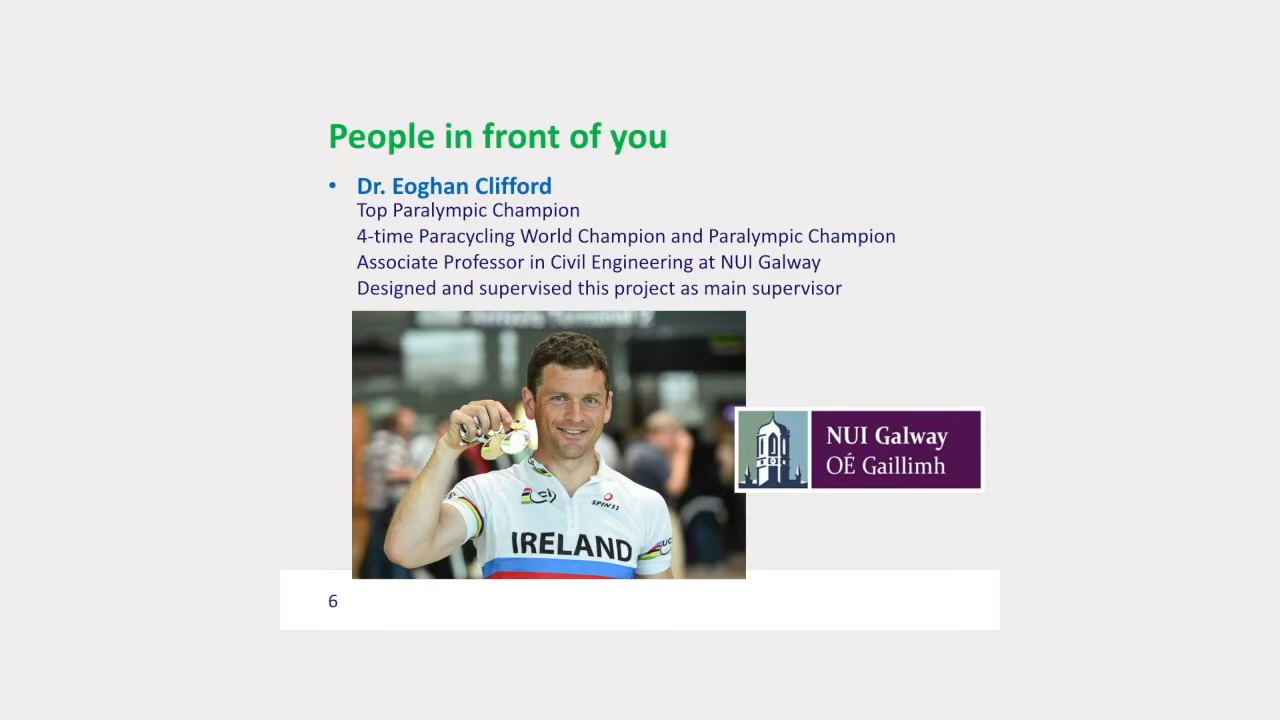 People in front of you
• Dr. Eoghan Clifford
Top Paralympic Champion
4-time Paracycling World Champion and Paralympic Champion
Associate Professor in Civil Engineering at NUI Galway
Designed and supervised this project as main supervisor
NUI Galway
OÉ Gaillimh
SPIN11
IRELAND
6